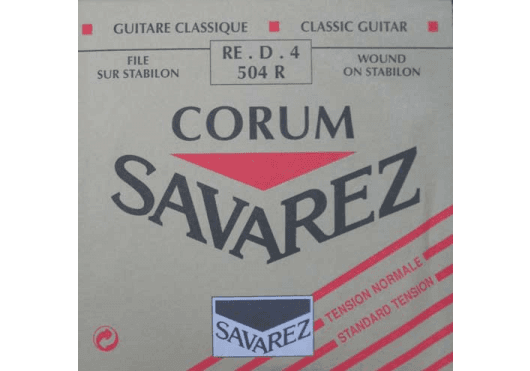 GUITARE CLASSIQUE
CLASSIC GUITAR
FILE
SUR STABILON
RE . D . 4
504 R
WOUND
ON STABILON
CORUM
SAVAREZ
TENSION NORMALE
STANDARD TENSION
SAVAREZ